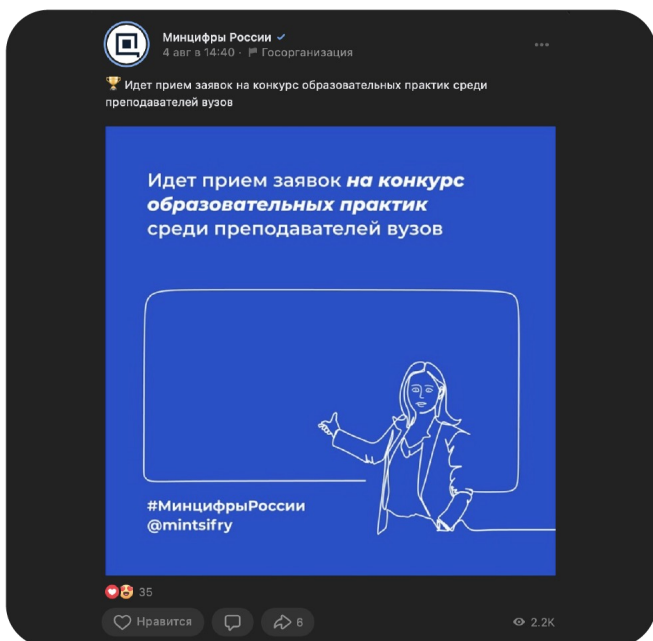 Минцифры России
4 авг в 14:40 · Госорганизация
🏆 Идет прием заявок на конкурс образовательных практик среди
преподавателей вузов
Идет прием заявок на конкурс
образовательных практик
среди преподавателей вузов
#МинцифрыРоссии
@mintsifry
35
Нравится
6
2.2K